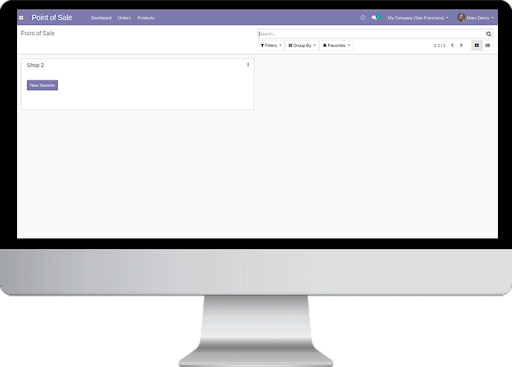 Point of Sale Dashboard Orders Products My Company (San Francisco) Marc Demo
Point of Sale Search...
Filters Group By Favorites 1-1 / 1
Shop 2
New Session